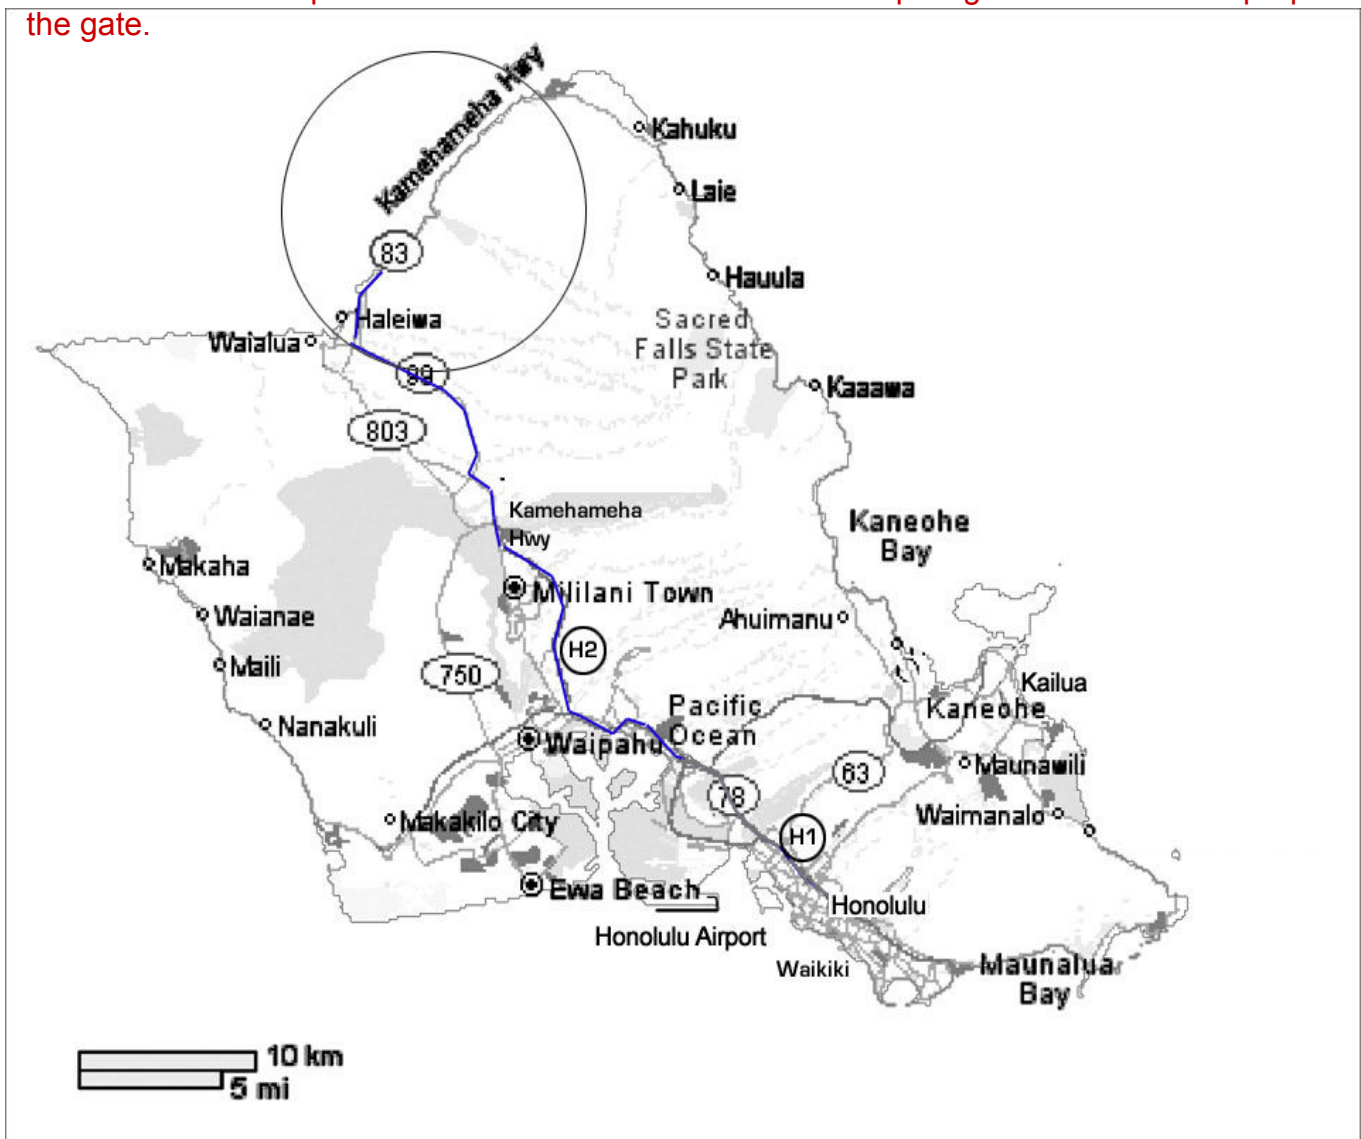 the gate.
Kamehameha Hwy
Kahuku
Laie
83
Hauula
Haleiwa
Sacred
Falls State
Park
Waialua
99
Kaaawa
803
Kamehameha
Hwy
Kaneohe
Bay
Makaha
Mililani Town
Waianae
Ahuimanu
H2
Maili
750
Kailua
Pacific
Ocean
Kaneohe
Nanakuli
Waipahu
63
Maunawili
78
Waimanalo
Makakilo City
H1
Ewa Beach
Honolulu
Honolulu Airport
Waikiki
Maunalua
Bay
10 km
5 mi